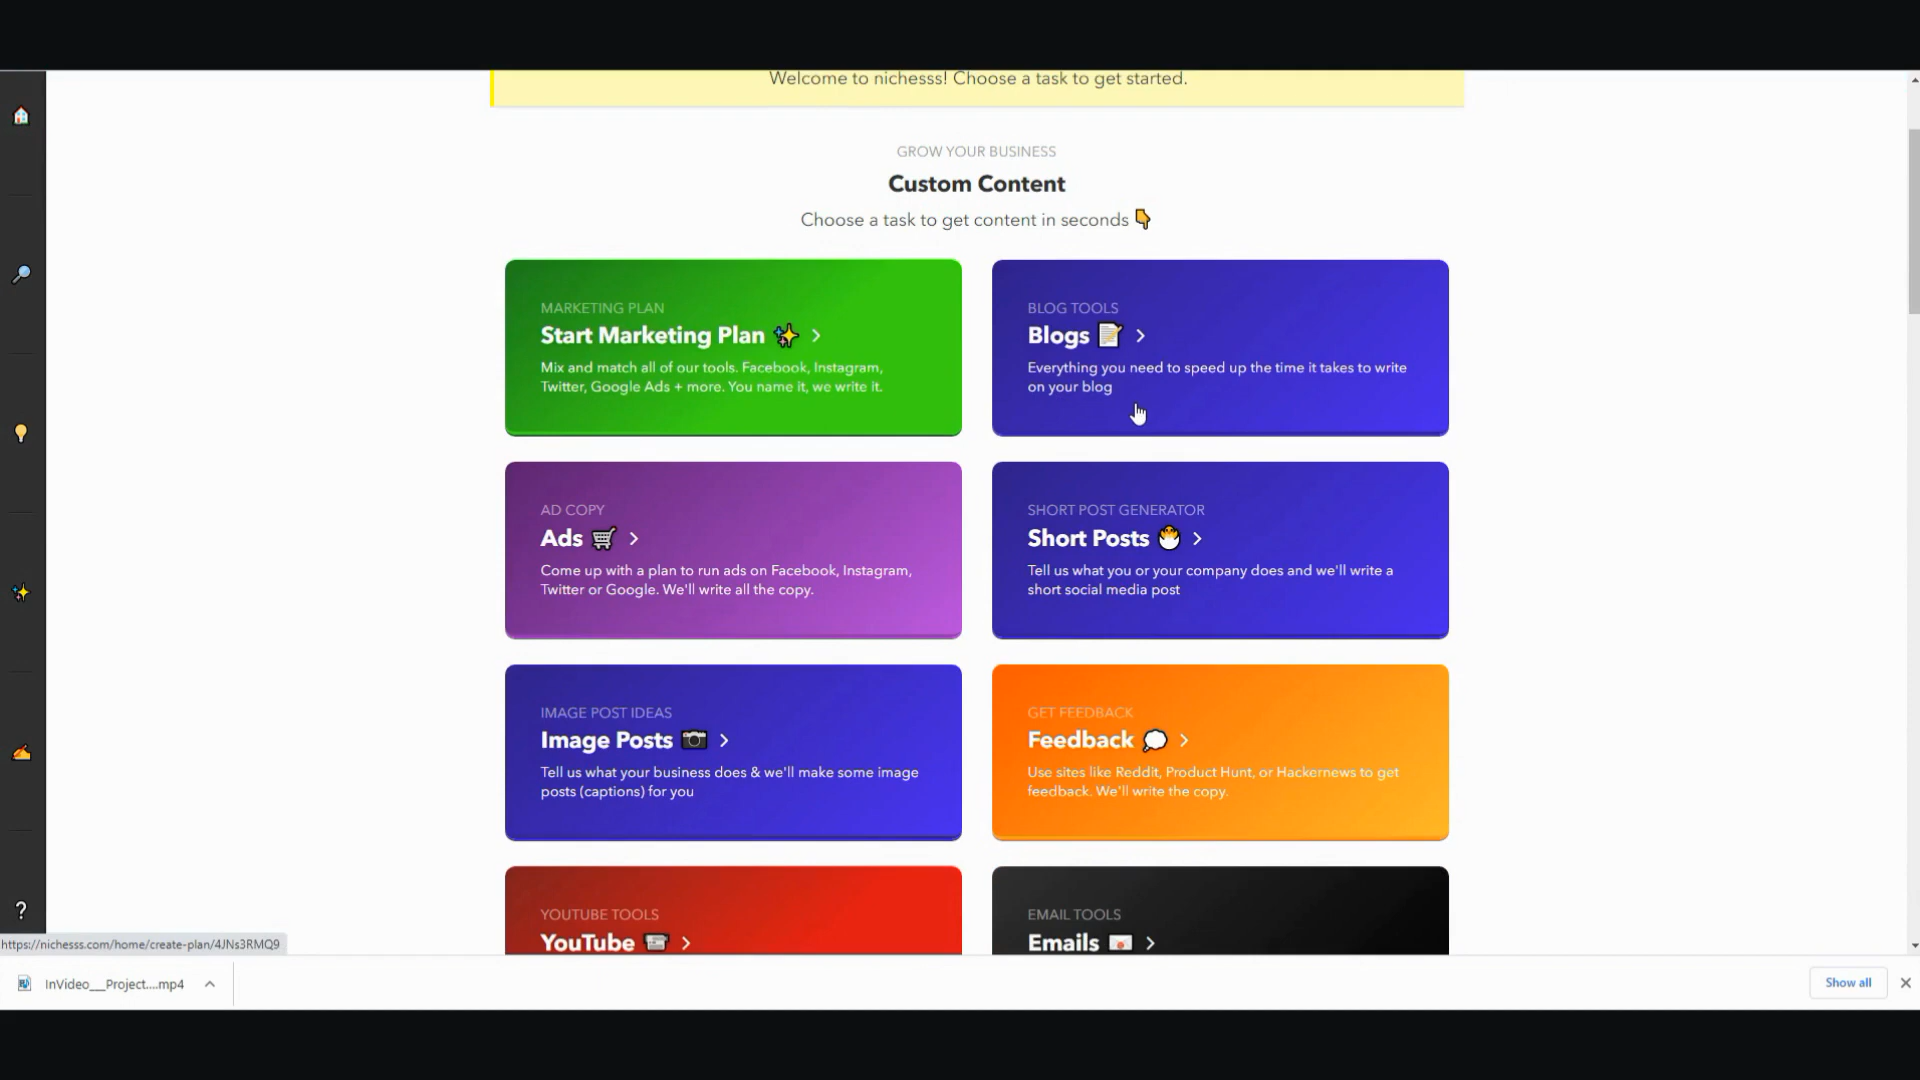 Welcome to nichesss! Choose a task to get started.
GROW YOUR BUSINESS
Custom Content
Choose a task to get content in seconds 👇
MARKETING PLAN
Start Marketing Plan ✨ >
Mix and match all of our tools. Facebook, Instagram,
Twitter, Google Ads + more. You name it, we write it.
BLOG TOOLS
Blogs 📝 >
Everything you need to speed up the time it takes to write
on your blog
AD COPY
Ads 🛒 >
Come up with a plan to run ads on Facebook, Instagram,
Twitter or Google. We'll write all the copy.
SHORT POST GENERATOR
Short Posts 🐣 >
Tell us what you or your company does and we'll write a
short social media post
IMAGE POST IDEAS
Image Posts 📷 >
Tell us what your business does & we'll make some image
posts (captions) for you
GET FEEDBACK
Feedback 💭 >
Use sites like Reddit, Product Hunt, or Hackernews to get
feedback. We'll write the copy.
YOUTUBE TOOLS
YouTube 📼 >
EMAIL TOOLS
Emails 💌 >
?
https://nichesss.com/home/create-plan/4JNs3RMQ9
InVideo___Project....mp4
Show all